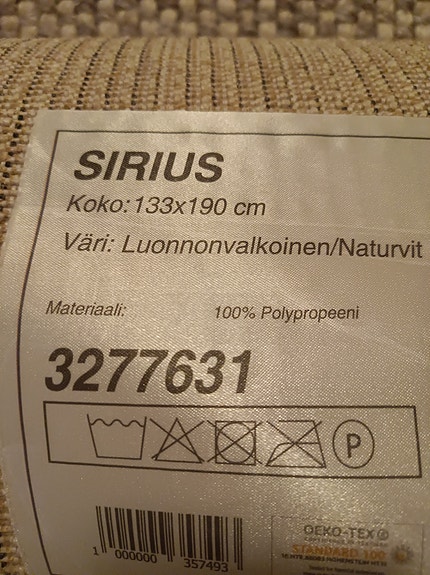 SIRIUS
Koko: 133x190 cm
Väri: Luonnonvalkoinen/Naturvit
Materiaali: 100% Polypropeeni
3277631
P
1 000000 357493
OEKO-TEX®
STANDARD 100